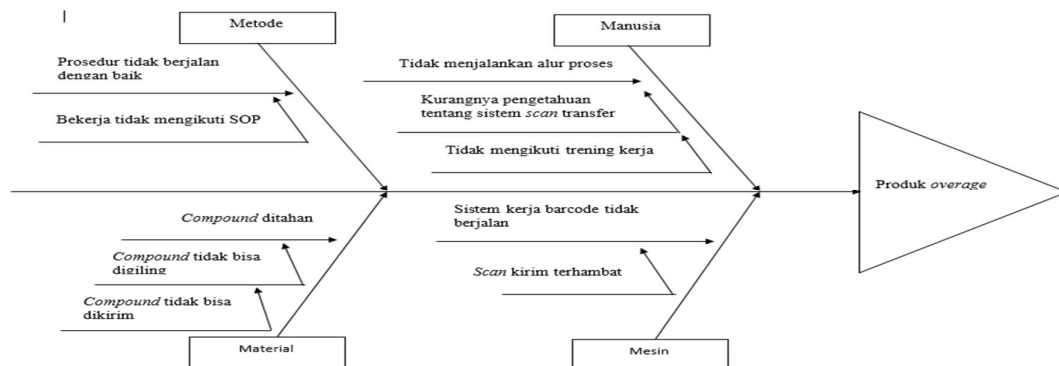 Metode
Manusia
Prosedur tidak berjalan
dengan baik
Bekerja tidak mengikuti SOP
Tidak menjalankan alur proses
Kurangnya pengetahuan
tentang sistem scan transfer
Tidak mengikuti trening kerja
Produk overage
Compound ditahan
Compound tidak bisa
digiling
Compound tidak bisa
dikirim
Sistem kerja barcode tidak
berjalan
Scan kirim terhambat
Material
Mesin